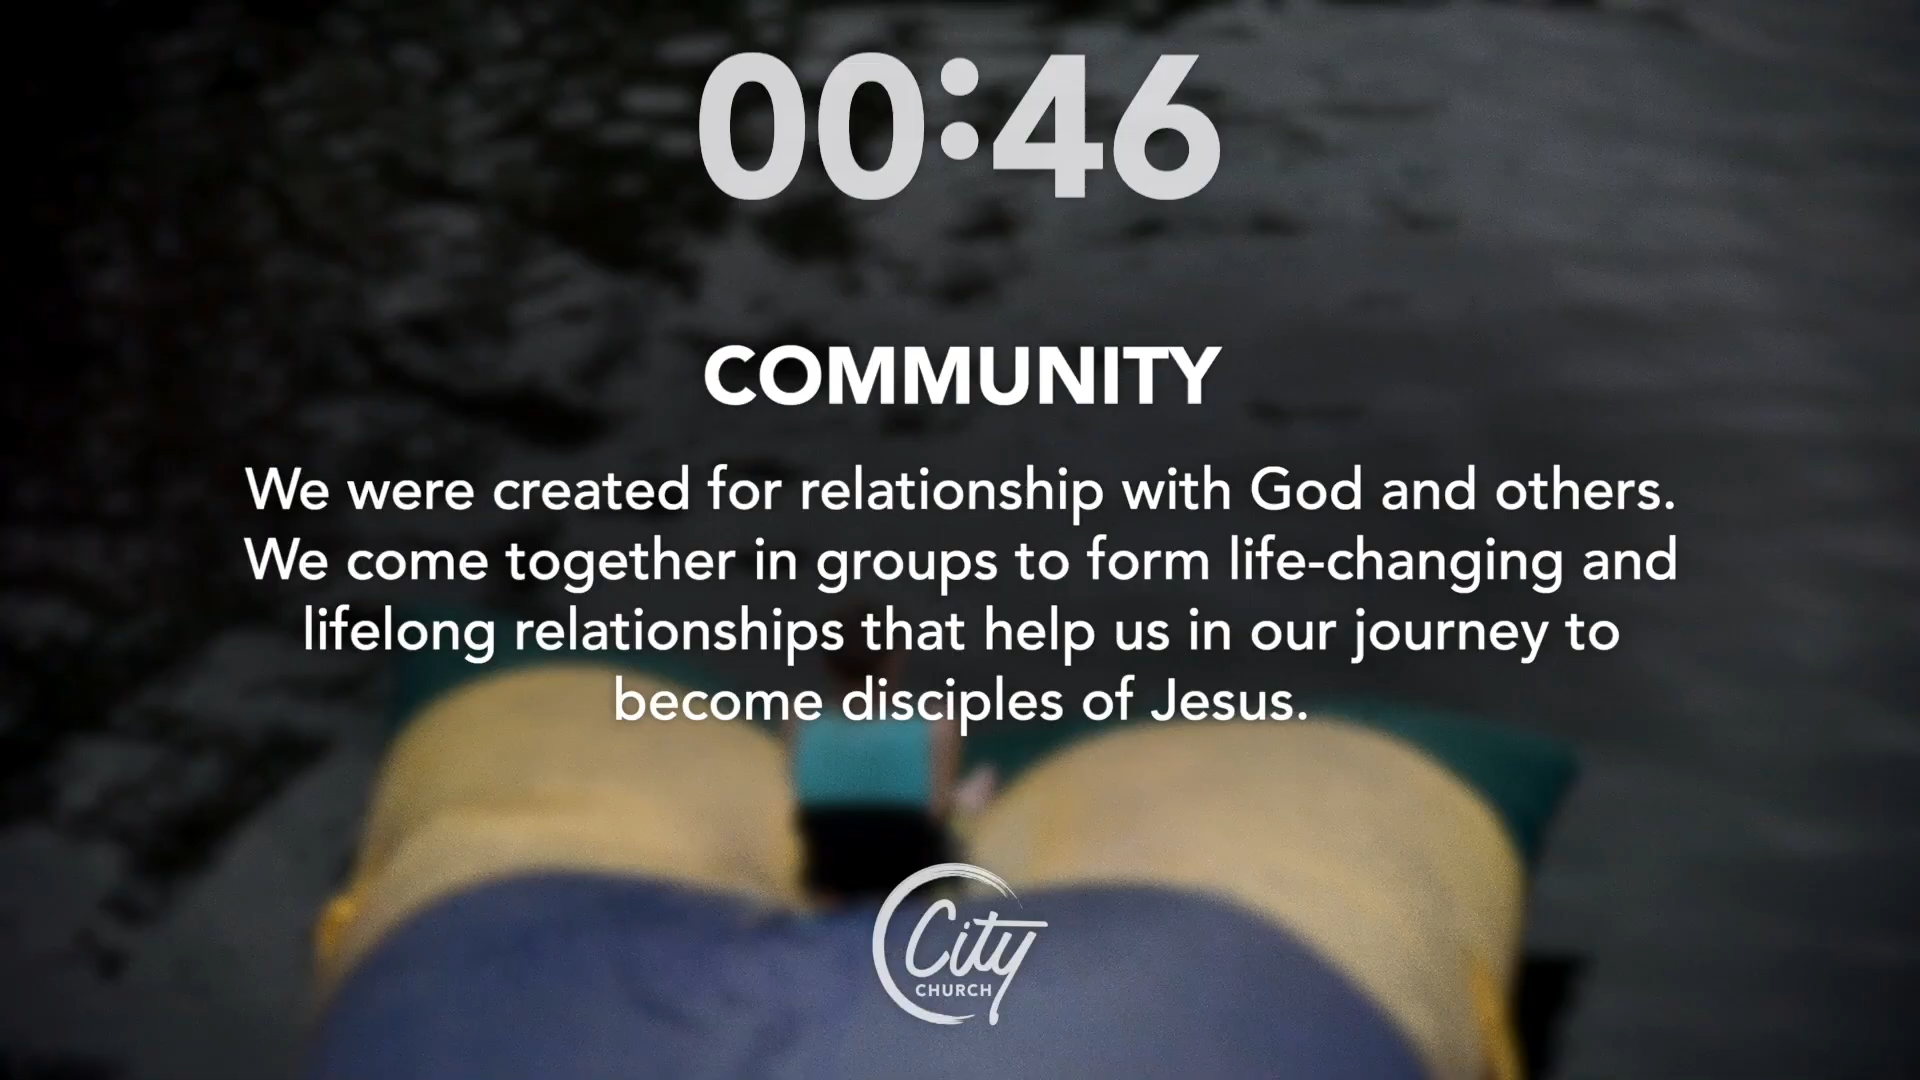 00:46
COMMUNITY
We were created for relationship with God and others.
We come together in groups to form life-changing and
lifelong relationships that help us in our journey to
become disciples of Jesus.
City
CHURCH